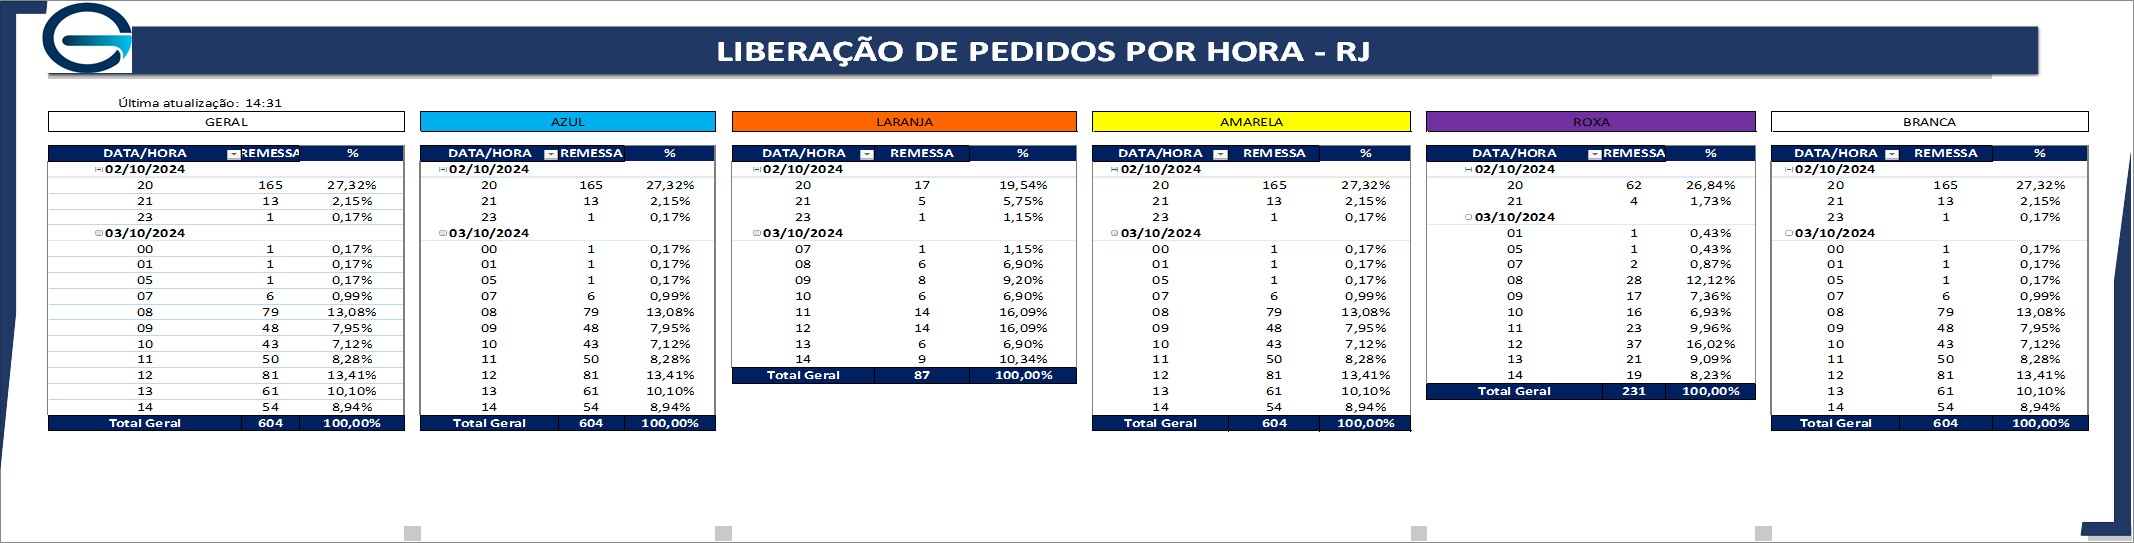 LIBERAÇÃO DE PEDIDOS POR HORA - RJ
Última atualização: 14:31
GERAL
DATA/HORA REMESSA %
02/10/2024
20 165 27,32%
21 13 2,15%
23 1 0,17%
03/10/2024
00 1 0,17%
01 1 0,17%
05 1 0,17%
07 6 0,99%
08 79 13,08%
09 48 7,95%
10 43 7,12%
11 50 8,28%
12 81 13,41%
13 61 10,10%
14 54 8,94%
Total Geral 604 100,00%
AZUL
DATA/HORA REMESSA %
02/10/2024
20 165 27,32%
21 13 2,15%
23 1 0,17%
03/10/2024
00 1 0,17%
01 1 0,17%
05 1 0,17%
07 6 0,99%
08 79 13,08%
09 48 7,95%
10 43 7,12%
11 50 8,28%
12 81 13,41%
13 61 10,10%
14 54 8,94%
Total Geral 604 100,00%
LARANJA
DATA/HORA REMESSA %
02/10/2024
20 17 19,54%
21 5 5,75%
23 1 1,15%
03/10/2024
07 1 1,15%
08 6 6,90%
09 8 9,20%
10 6 6,90%
11 14 16,09%
12 14 16,09%
13 6 6,90%
14 9 10,34%
Total Geral 87 100,00%
AMARELA
DATA/HORA REMESSA %
02/10/2024
20 165 27,32%
21 13 2,15%
23 1 0,17%
03/10/2024
00 1 0,17%
01 1 0,17%
05 1 0,17%
07 6 0,99%
08 79 13,08%
09 48 7,95%
10 43 7,12%
11 50 8,28%
12 81 13,41%
13 61 10,10%
14 54 8,94%
Total Geral 604 100,00%
ROXA
DATA/HORA REMESSA %
02/10/2024
20 62 26,84%
21 4 1,73%
03/10/2024
01 1 0,43%
05 1 0,43%
07 2 0,87%
08 28 12,12%
09 17 7,36%
10 16 6,93%
11 23 9,96%
12 37 16,02%
13 21 9,09%
14 19 8,23%
Total Geral 231 100,00%
BRANCA
DATA/HORA REMESSA %
02/10/2024
20 165 27,32%
21 13 2,15%
23 1 0,17%
03/10/2024
00 1 0,17%
01 1 0,17%
05 1 0,17%
07 6 0,99%
08 79 13,08%
09 48 7,95%
10 43 7,12%
11 50 8,28%
12 81 13,41%
13 61 10,10%
14 54 8,94%
Total Geral 604 100,00%